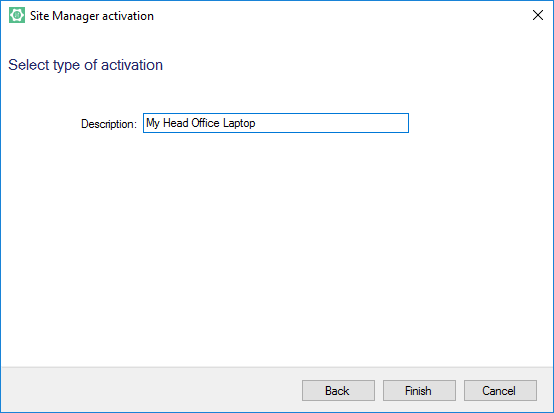 Site Manager activation
Select type of activation
Description: My Head Office Laptop
Back Finish Cancel